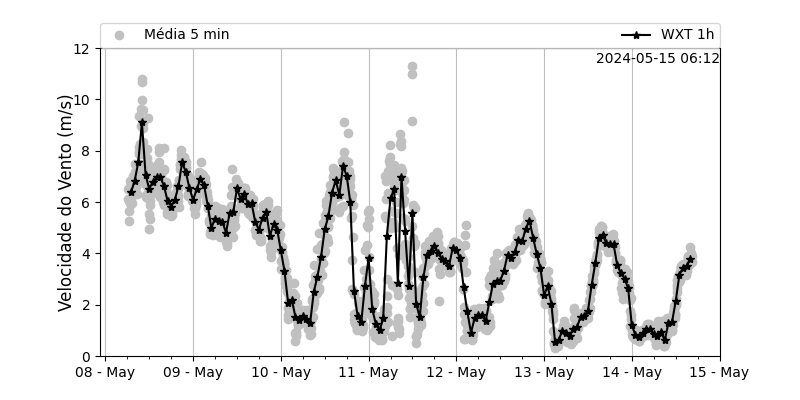 Média 5 min
WXT 1h
2024-05-15 06:12
Velocidade do Vento (m/s)
12
10
8
6
4
2
0
08 - May
09 - May
10 - May
11 - May
12 - May
13 - May
14 - May
15 - May